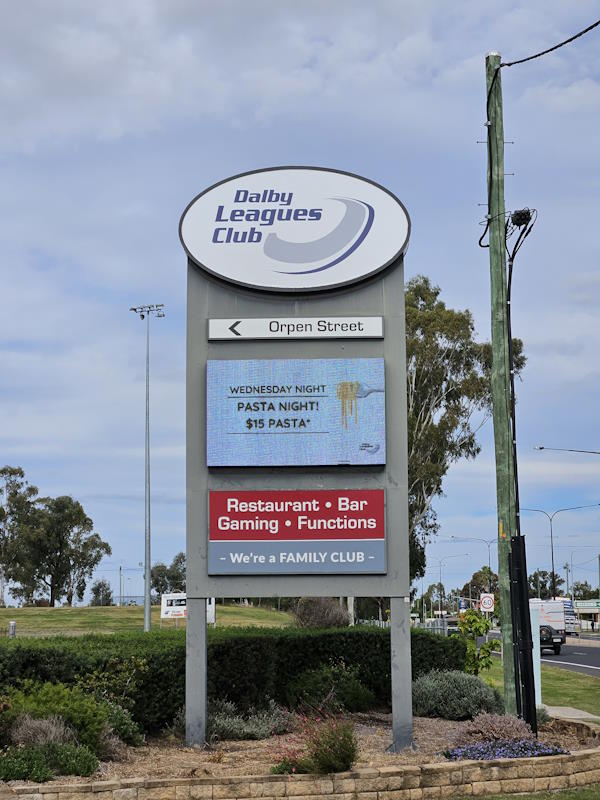 Dalby
Leagues
Club
Orpen Street
WEDNESDAY NIGHT
PASTA NIGHT!
$15 PASTA*
Restaurant • Bar
Gaming • Functions
– We're a FAMILY CLUB –
60